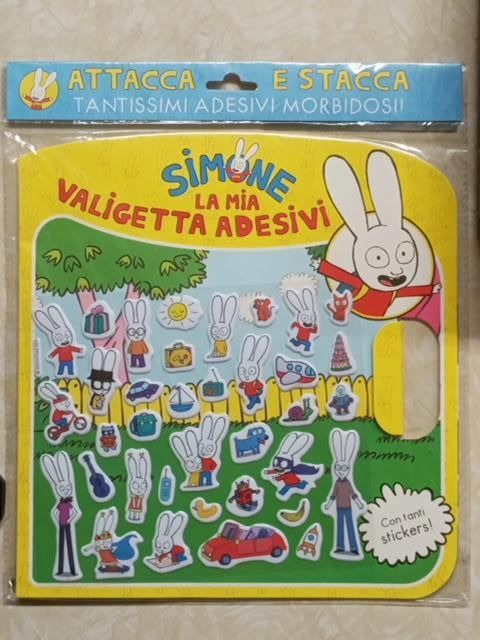 ATTACCA E STACCA
TANTISSIMI ADESIVI MORBIDOSI!
SIMONE
LA MIA
VALIGETTA ADESIVI
Con tanti
stickers!